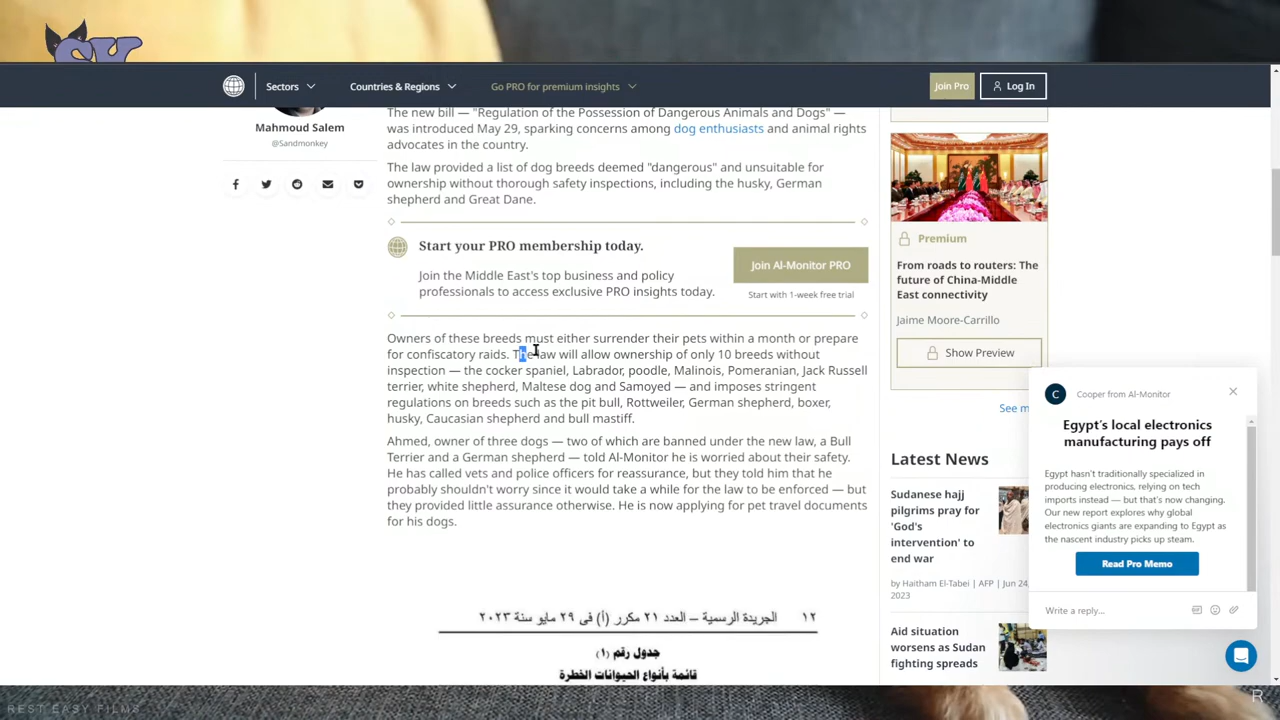 CU
Sectors
Countries & Regions
Go PRO for premium insights
Join Pro
Log In
Mahmoud Salem
@Sandmonkey
The new bill — "Regulation of the Possession of Dangerous Animals and Dogs" —
was introduced May 29, sparking concerns among dog enthusiasts and animal rights
advocates in the country.
The law provided a list of dog breeds deemed "dangerous" and unsuitable for
ownership without thorough safety inspections, including the husky, German
shepherd and Great Dane.
Start your PRO membership today.
Join the Middle East's top business and policy
professionals to access exclusive PRO insights today.
Join Al-Monitor PRO
Start with 1-week free trial
Owners of these breeds must either surrender their pets within a month or prepare
for confiscatory raids. The law will allow ownership of only 10 breeds without
inspection — the cocker spaniel, Labrador, poodle, Malinois, Pomeranian, Jack Russell
terrier, white shepherd, Maltese dog and Samoyed — and imposes stringent
regulations on breeds such as the pit bull, Rottweiler, German shepherd, boxer,
husky, Caucasian shepherd and bull mastiff.
Ahmed, owner of three dogs — two of which are banned under the new law, a Bull
Terrier and a German shepherd — told Al-Monitor he is worried about their safety.
He has called vets and police officers for reassurance, but they told him that he
probably shouldn't worry since it would take a while for the law to be enforced — but
they provided little assurance otherwise. He is now applying for pet travel documents
for his dogs.
١٢ الجريدة الرسمية – العدد ٢١ مكرر (أ) فى ٢٩ مايو سنة ٢٠٢٣
جدول رقم (١)
قائمة بأنواع الحيوانات الخطرة
Premium
From roads to routers: The
future of China-Middle
East connectivity
Jaime Moore-Carrillo
Show Preview
See m
Latest News
Sudanese hajj
pilgrims pray for
'God's
intervention' to
end war
by Haitham El-Tabei | AFP | Jun 24,
2023
Aid situation
worsens as Sudan
fighting spreads
C
Cooper from Al-Monitor
Egypt's local electronics
manufacturing pays off
Egypt hasn't traditionally specialized in
producing electronics, relying on tech
imports instead — but that's now changing.
Our new report explores why global
electronics giants are expanding to Egypt as
the nascent industry picks up steam.
Read Pro Memo
Write a reply...
GIF
REST EASY FILMS
R